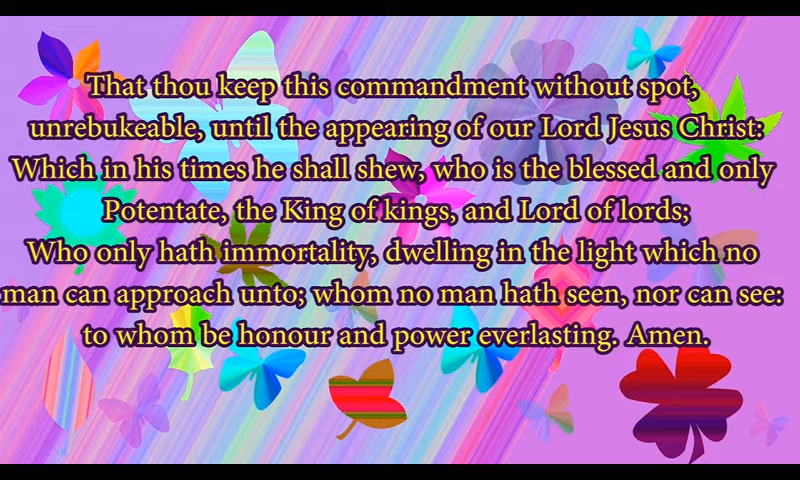 That thou keep this commandment without spot,
unrebukeable, until the appearing of our Lord Jesus Christ:
Which in his times he shall shew, who is the blessed and only
Potentate, the King of kings, and Lord of lords;
Who only hath immortality, dwelling in the light which no
man can approach unto; whom no man hath seen, nor can see:
to whom be honour and power everlasting. Amen.